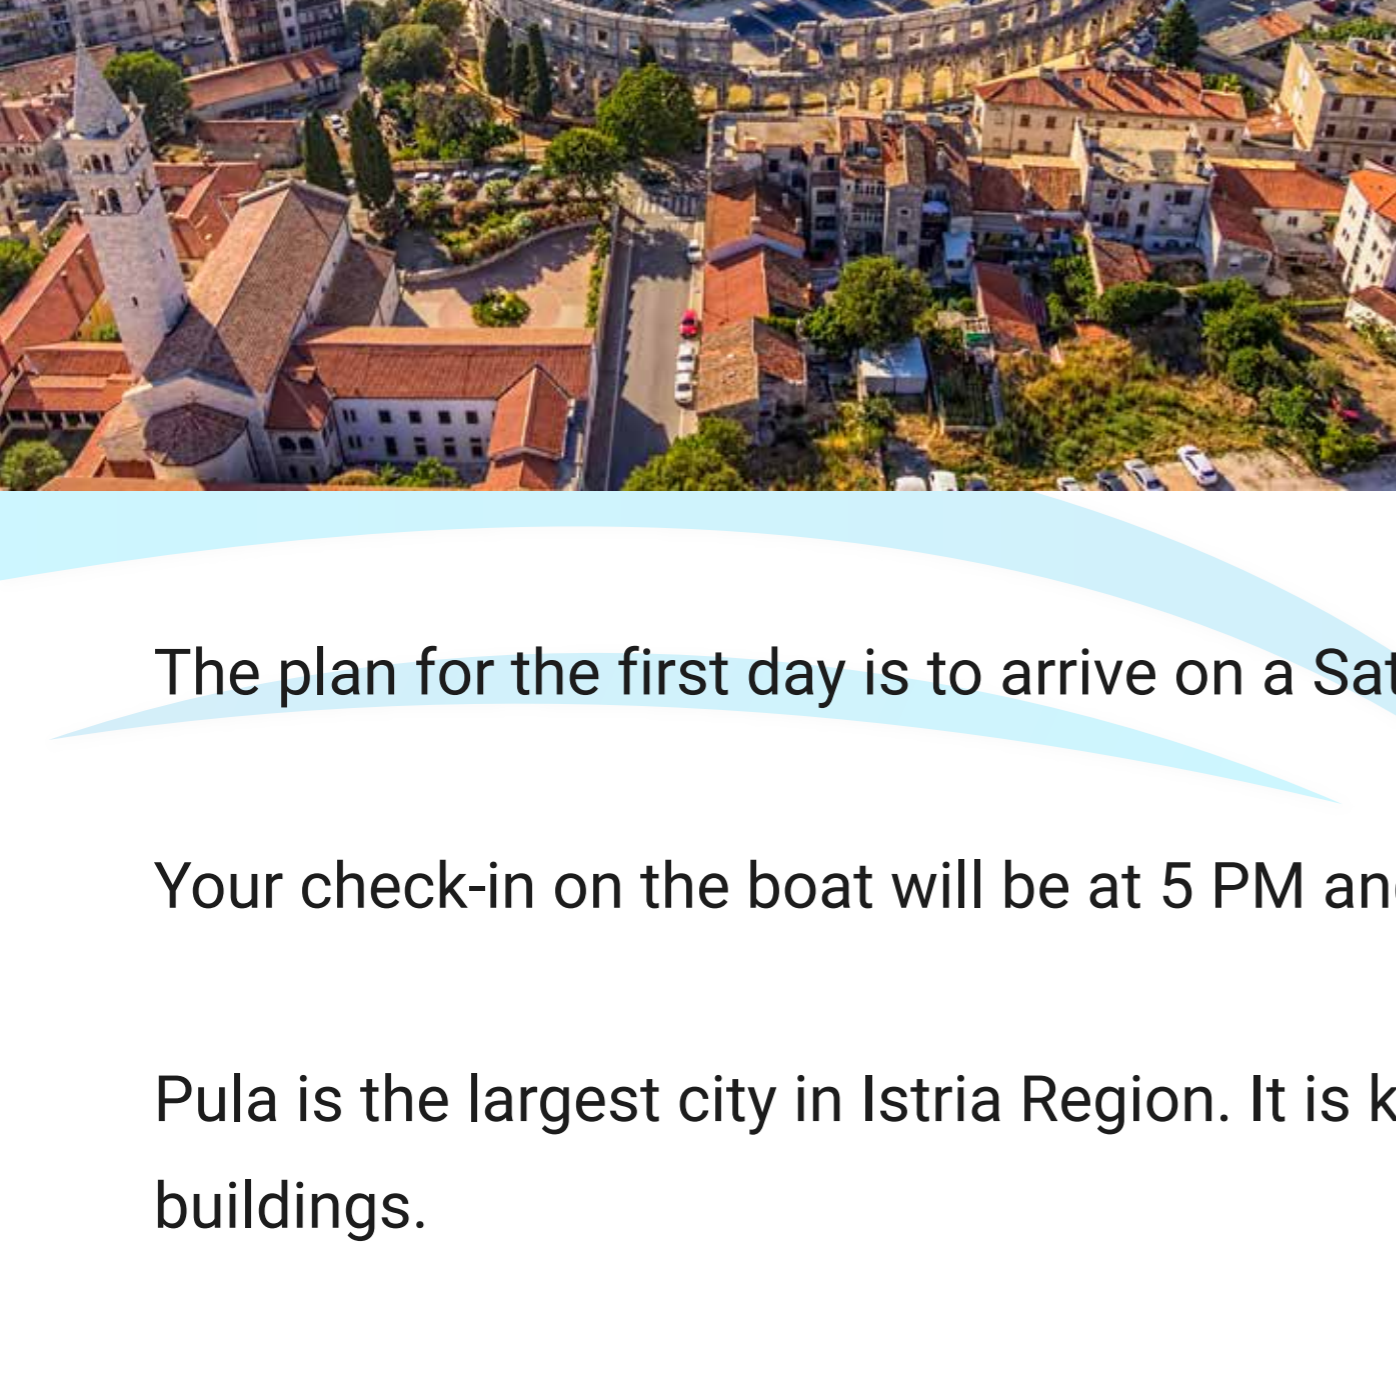 The plan for the first day is to arrive on a
Your check-in on the boat will be at 5 PM
Pula is the largest city in Istria Region. It is
buildings.